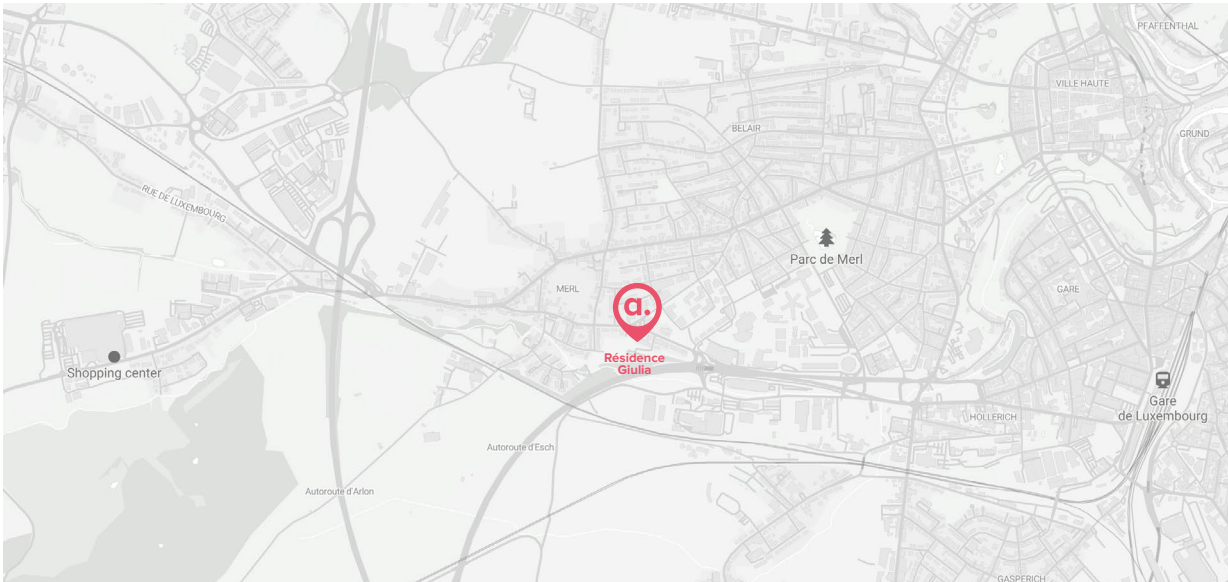 PFAFFENTHAL
VILLE HAUTE
BELAIR
GRUND
RUE DE LUXEMBOURG
Parc de Merl
MERL
GARE
a.
Résidence
Giulia
Shopping center
Gare
de Luxembourg
HOLLERICH
Autoroute d'Esch
Autoroute d'Arlon
GASPERICH